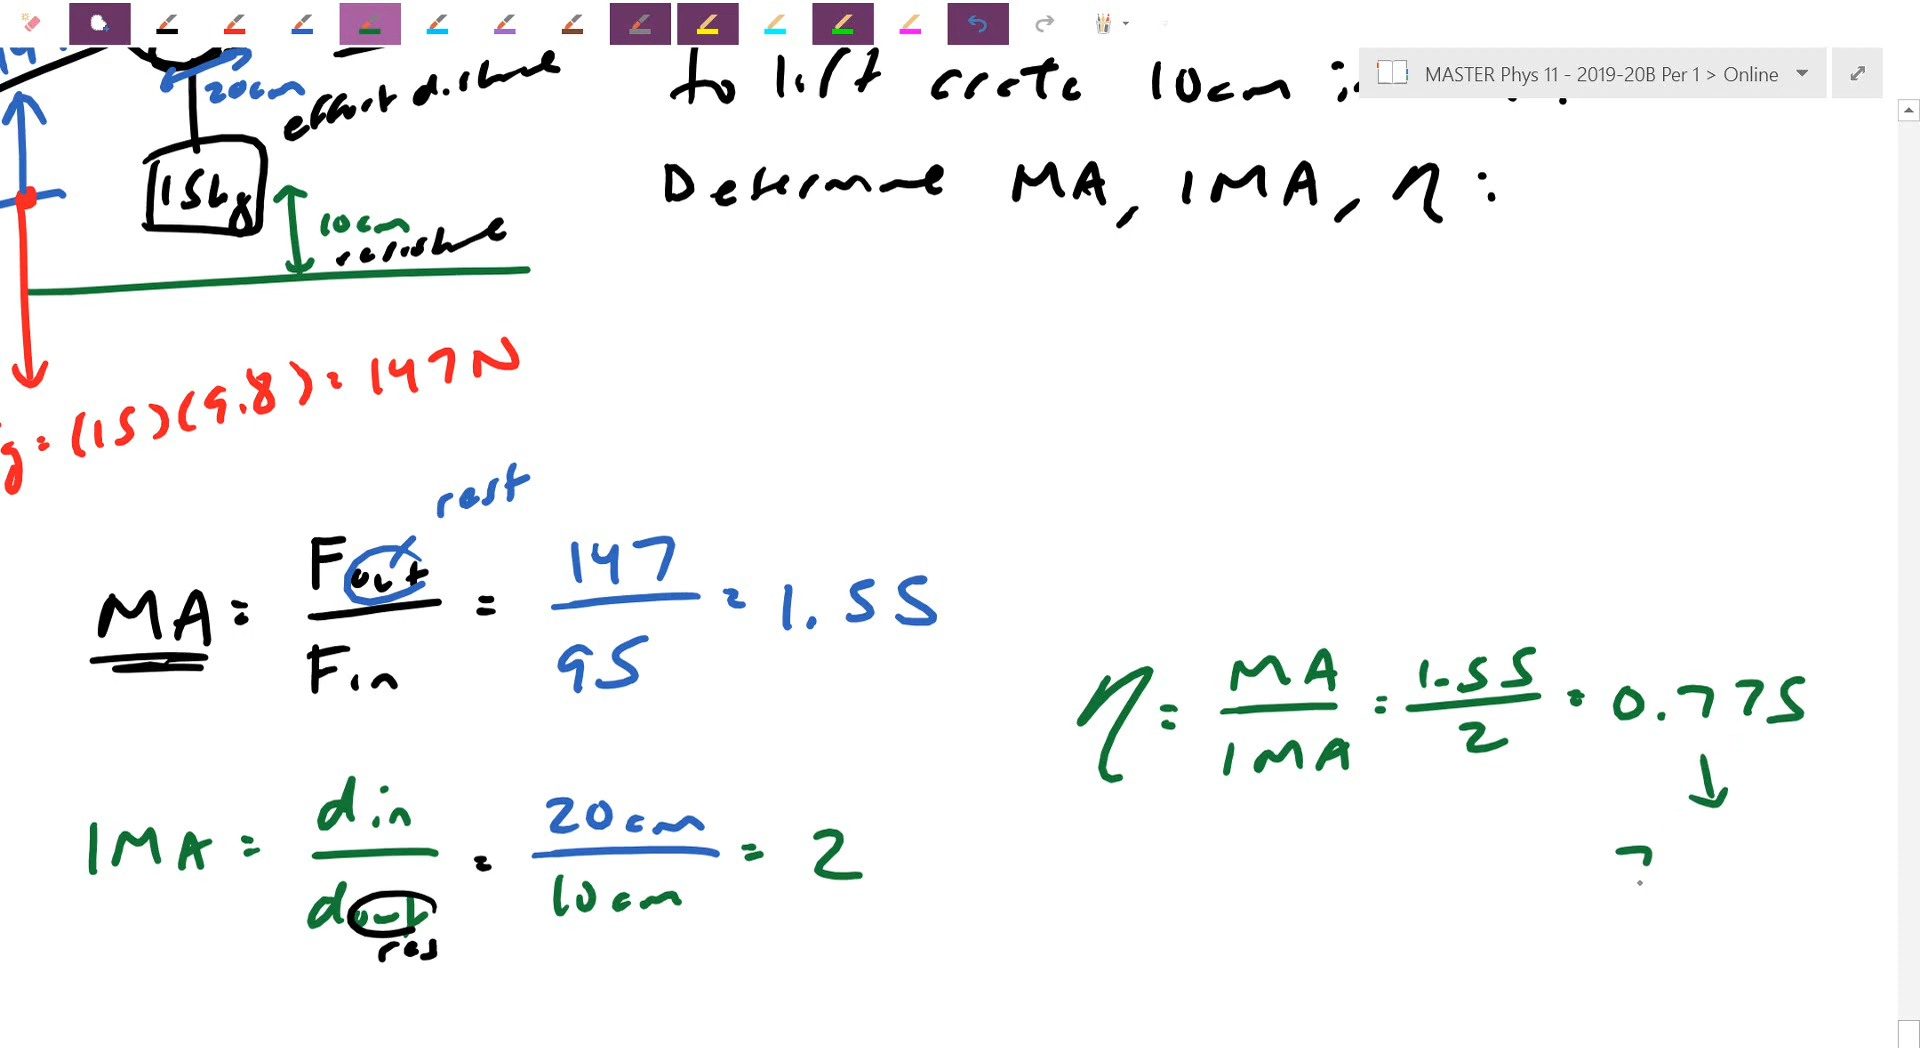 MASTER Phys 11 - 2019-20B Per 1 > Online
20cm
effort distance
15kg
10cm
resistance
to lift crate 10cm
Determine MA, IMA, η :
g = (15)(9.8) = 147N
rest
MA = Fout / Fin = 147 / 95 = 1.55
η = MA / IMA = 1.55 / 2 = 0.775
IMA = din / dout = 20cm / 10cm = 2
res
7